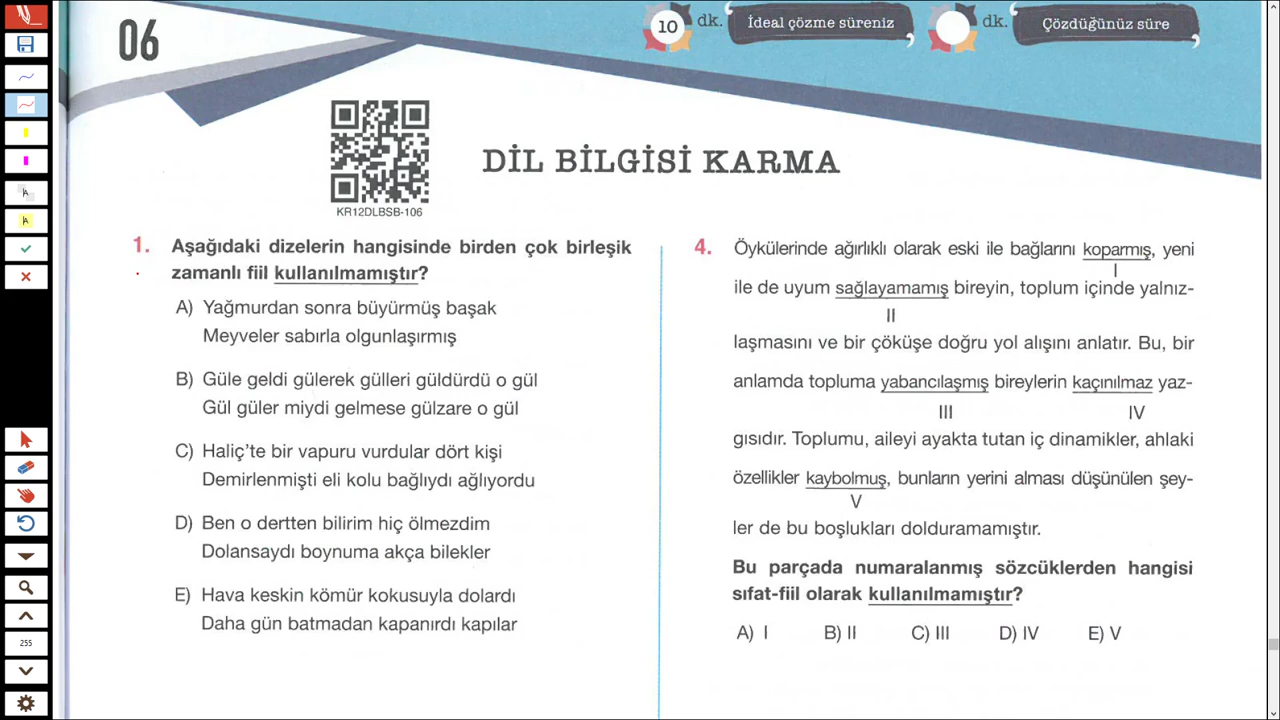 06
10 dk. İdeal çözme süreniz
dk. Çözdüğünüz süre
KR12DLBSB-106
DİL BİLGİSİ KARMA
1. Aşağıdaki dizelerin hangisinde birden çok birleşik
zamanlı fiil kullanılmamıştır?
A) Yağmurdan sonra büyürmüş başak
Meyveler sabırla olgunlaşırmış
B) Güle geldi gülerek gülleri güldürdü o gül
Gül güler miydi gelmese gülzare o gül
C) Haliç'te bir vapuru vurdular dört kişi
Demirlenmişti eli kolu bağlıydı ağlıyordu
D) Ben o dertten bilirim hiç ölmezdim
Dolansaydı boynuma akça bilekler
E) Hava keskin kömür kokusuyla dolardı
Daha gün batmadan kapanırdı kapılar
4. Öykülerinde ağırlıklı olarak eski ile bağlarını koparmış, yeni
I
ile de uyum sağlayamamış bireyin, toplum içinde yalnız-
II
laşmasını ve bir çöküşe doğru yol alışını anlatır. Bu, bir
anlamda topluma yabancılaşmış bireylerin kaçınılmaz yaz-
III IV
gısıdır. Toplumu, aileyi ayakta tutan iç dinamikler, ahlaki
özellikler kaybolmuş, bunların yerini alması düşünülen şey-
V
ler de bu boşlukları dolduramamıştır.
Bu parçada numaralanmış sözcüklerden hangisi
sıfat-fiil olarak kullanılmamıştır?
A) I B) II C) III D) IV E) V
A
A
255